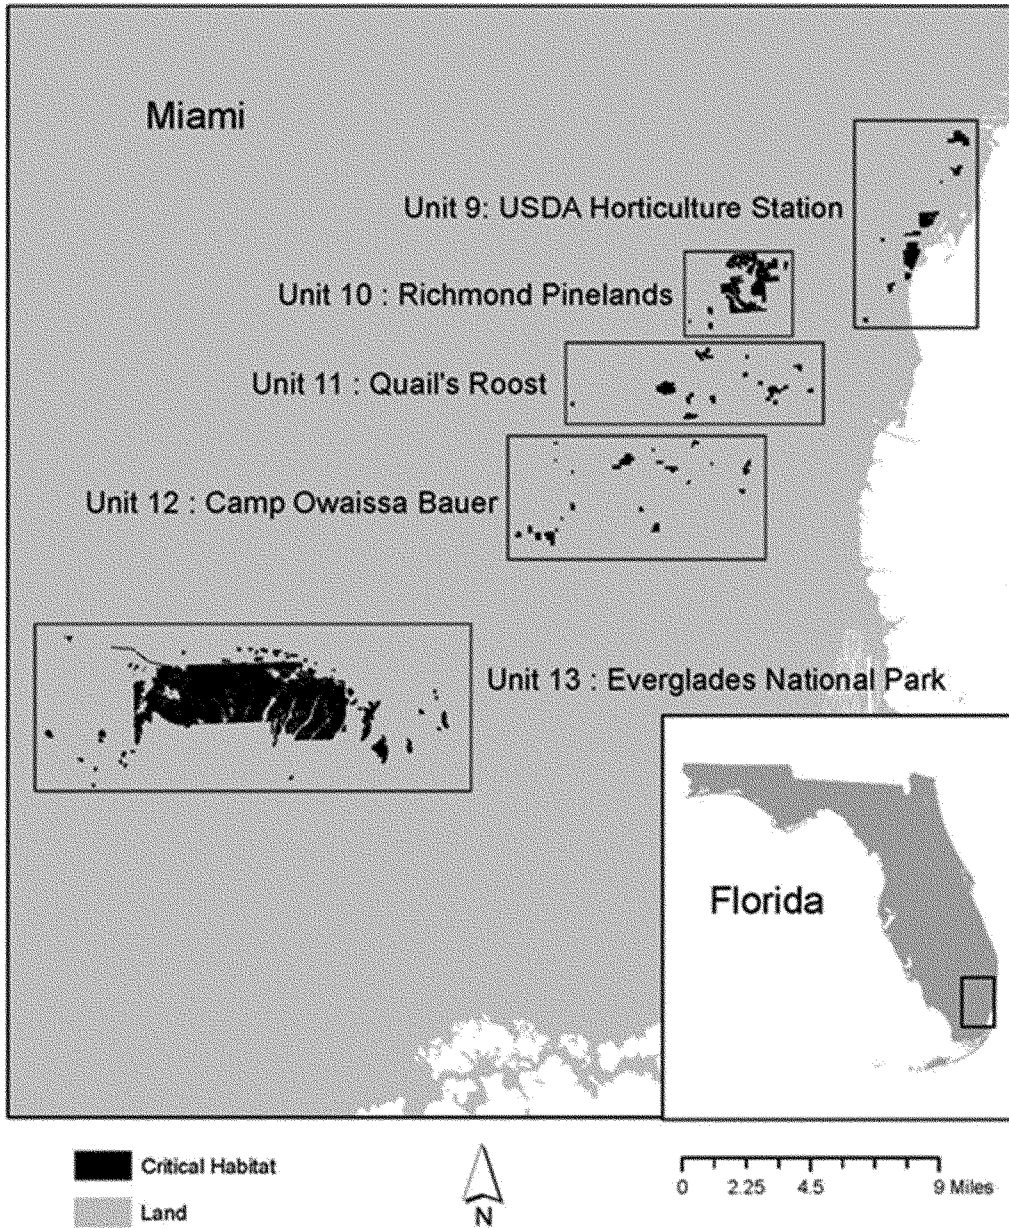 Miami
Unit 9: USDA Horticulture Station
Unit 10 : Richmond Pinelands
Unit 11 : Quail's Roost
Unit 12 : Camp Owaissa Bauer
Unit 13 : Everglades National Park
Florida
Critical Habitat
Land
N
0 2.25 4.5 9 Miles